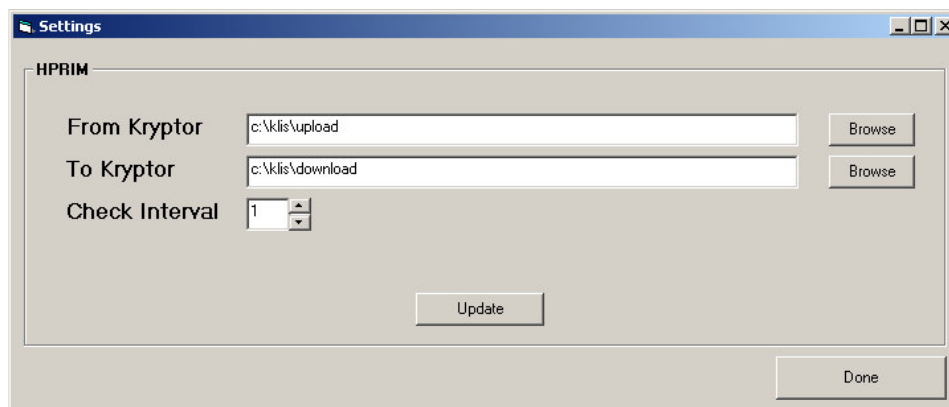 Settings
HPRIM
From Kryptor c:\klis\upload Browse
To Kryptor c:\klis\download Browse
Check Interval 1
Update
Done